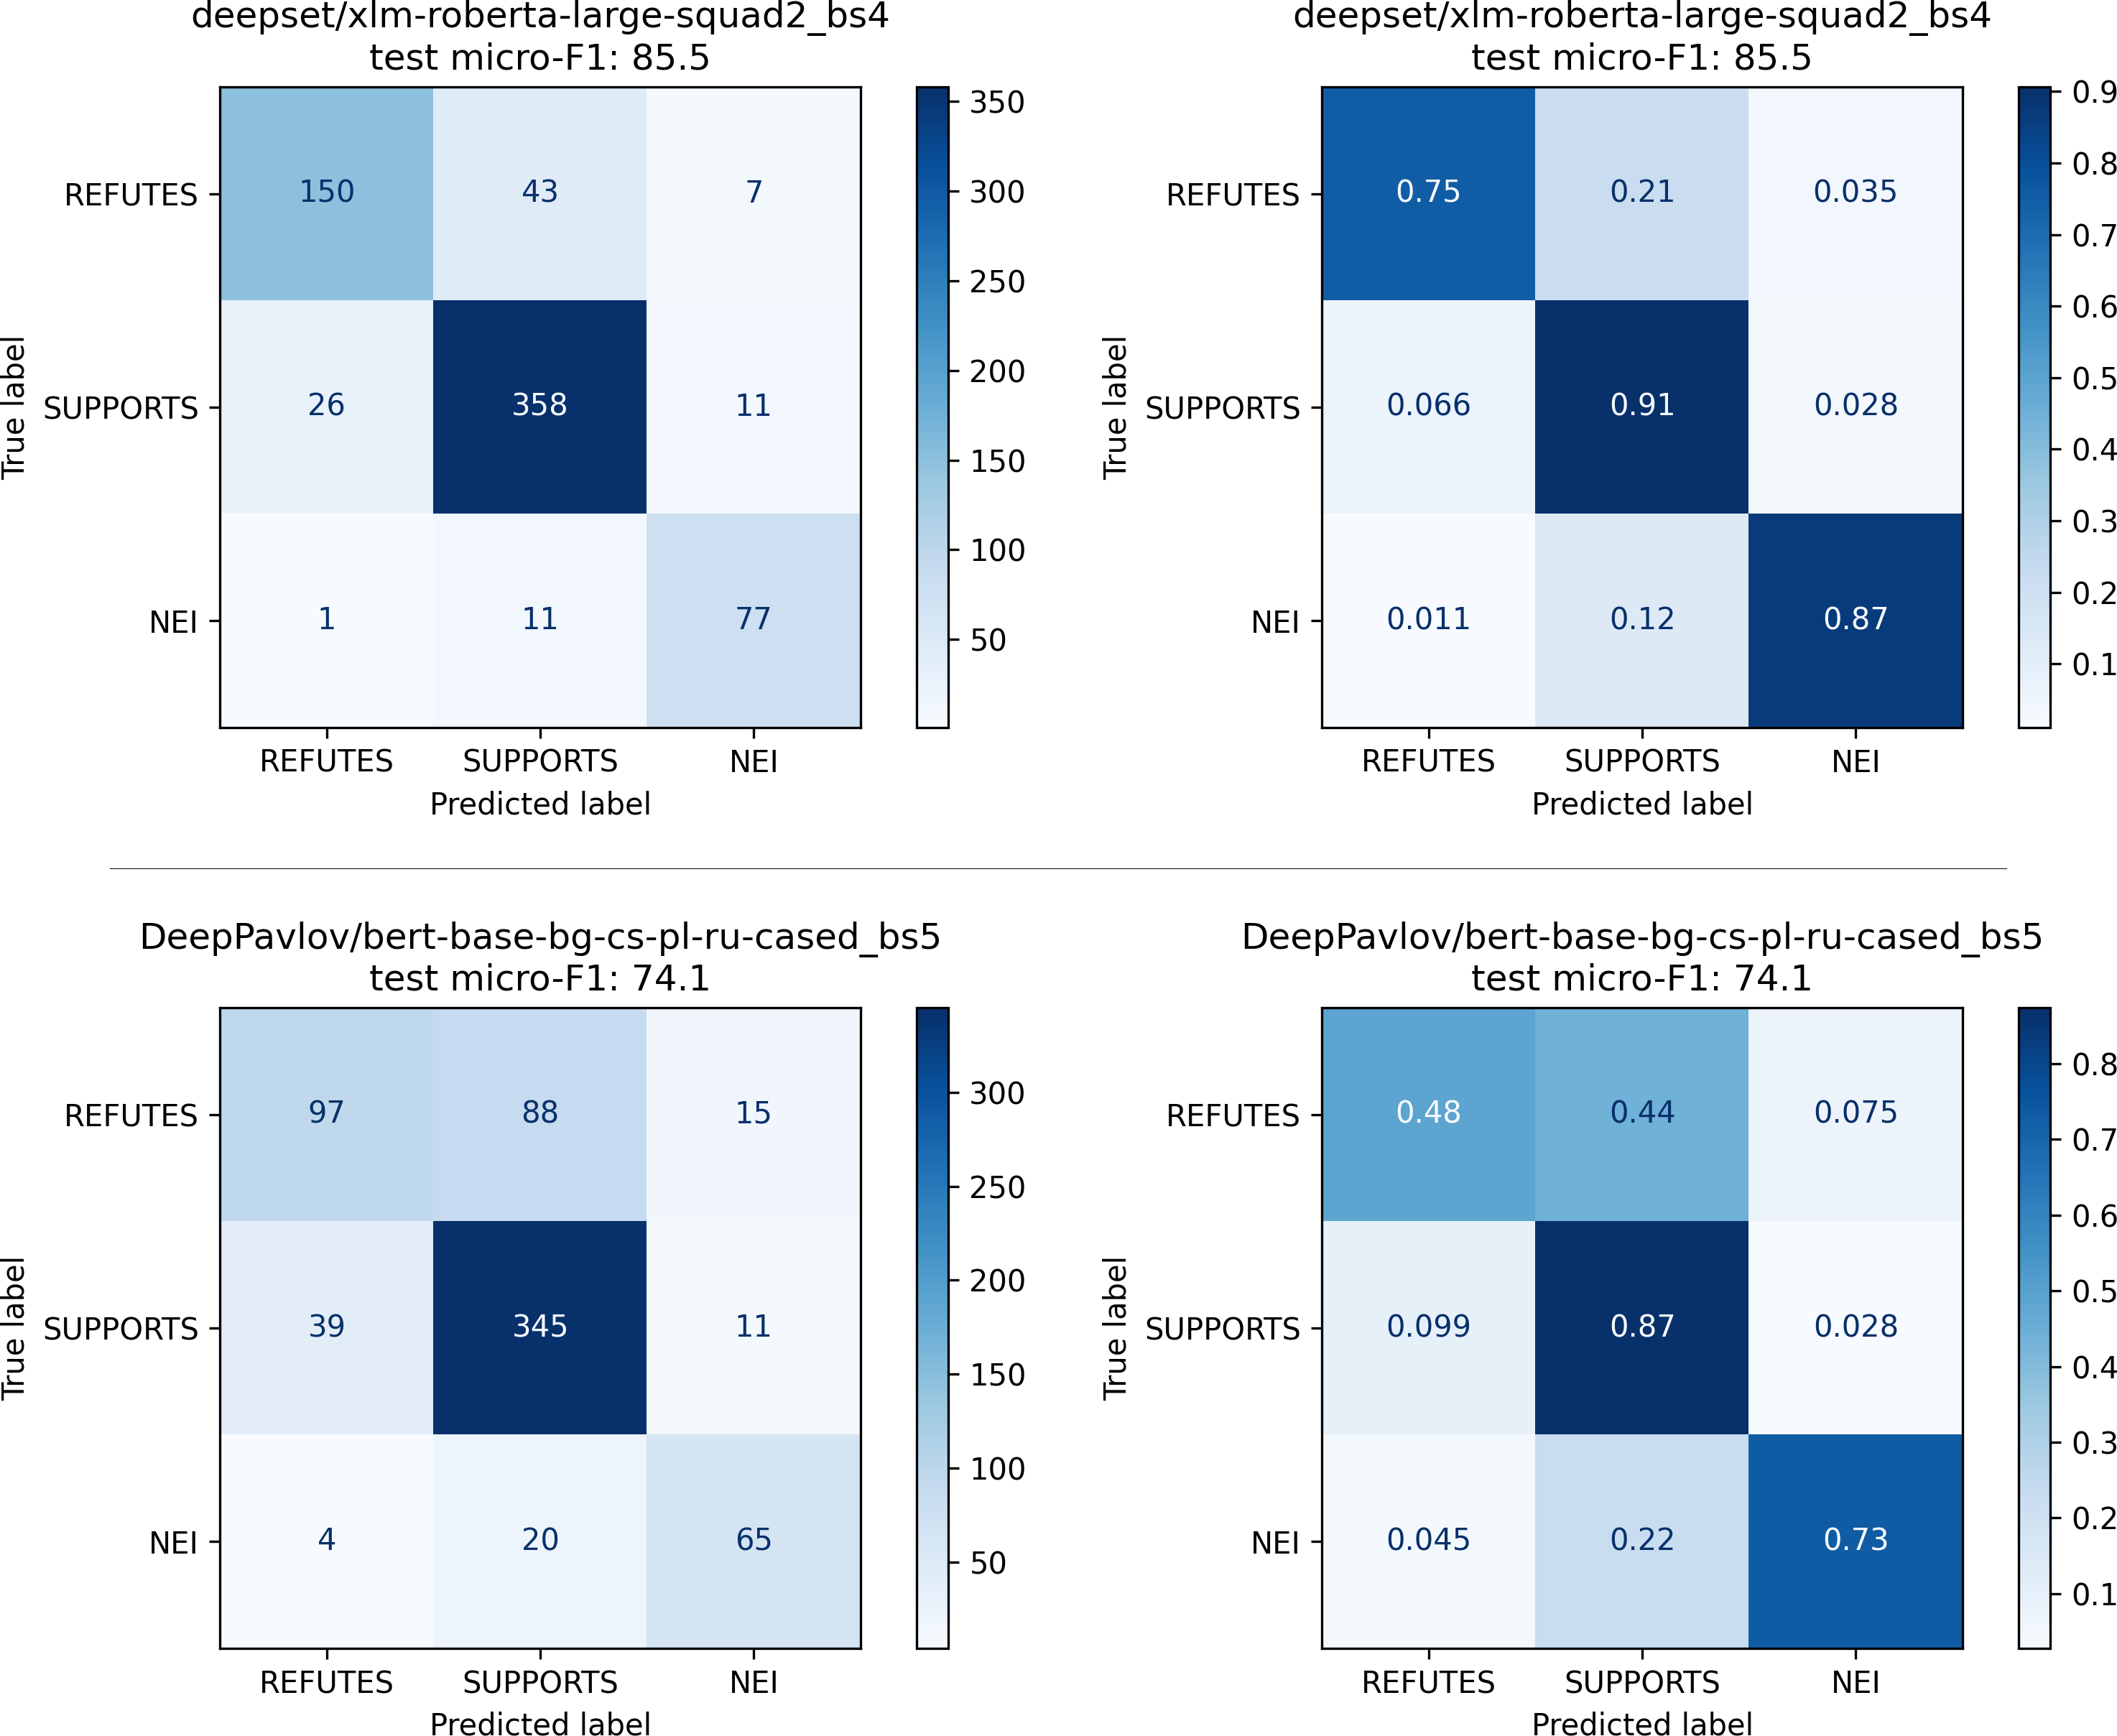 deepset/xlm-roberta-large-squad2_bs4
test micro-F1: 85.5
True label
REFUTES
150
43
7
SUPPORTS
26
358
11
NEI
1
11
77
REFUTES
SUPPORTS
NEI
Predicted label
350
300
250
200
150
100
50
deepset/xlm-roberta-large-squad2_bs4
test micro-F1: 85.5
True label
REFUTES
0.75
0.21
0.035
SUPPORTS
0.066
0.91
0.028
NEI
0.011
0.12
0.87
REFUTES
SUPPORTS
NEI
Predicted label
0.9
0.8
0.7
0.6
0.5
0.4
0.3
0.2
0.1
DeepPavlov/bert-base-bg-cs-pl-ru-cased_bs5
test micro-F1: 74.1
True label
REFUTES
97
88
15
SUPPORTS
39
345
11
NEI
4
20
65
REFUTES
SUPPORTS
NEI
Predicted label
300
250
200
150
100
50
DeepPavlov/bert-base-bg-cs-pl-ru-cased_bs5
test micro-F1: 74.1
True label
REFUTES
0.48
0.44
0.075
SUPPORTS
0.099
0.87
0.028
NEI
0.045
0.22
0.73
REFUTES
SUPPORTS
NEI
Predicted label
0.8
0.7
0.6
0.5
0.4
0.3
0.2
0.1